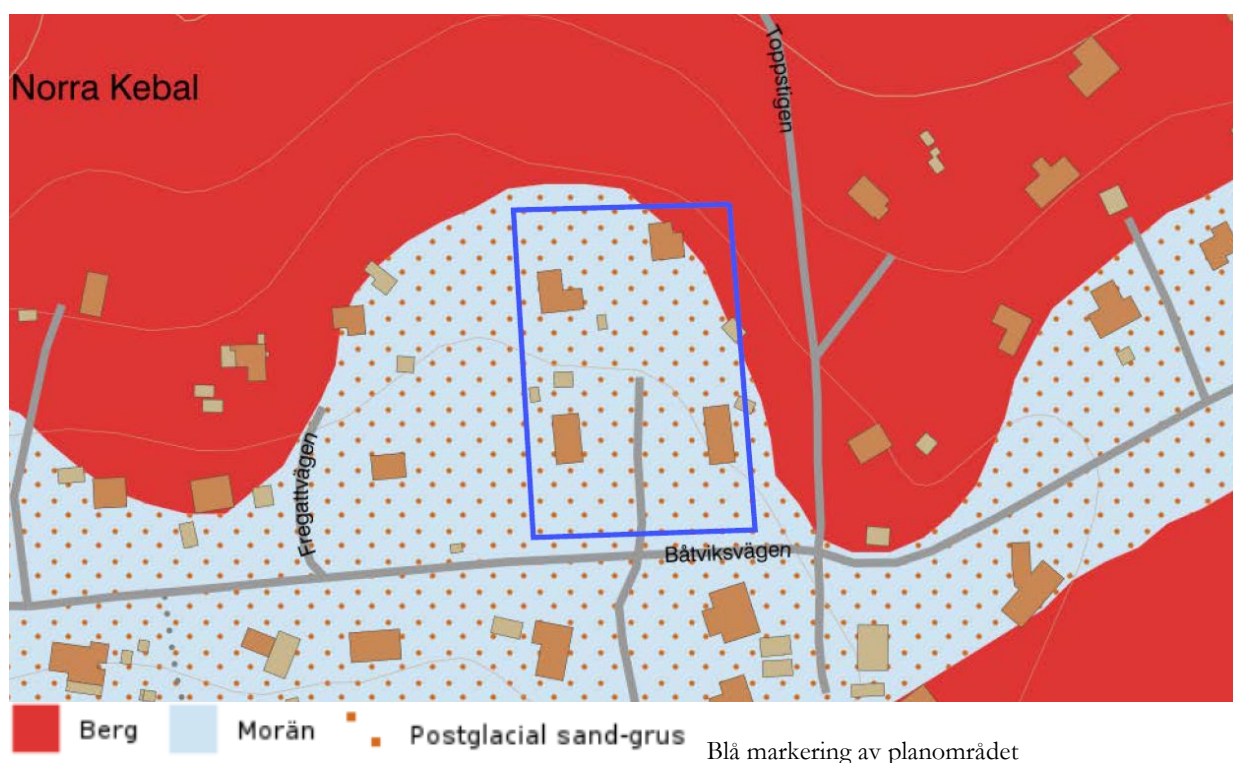 Norra Kebal
Toppstigen
Fregattvägen
Båtviksvägen
Berg
Morän
Postglacial sand-grus
Blå markering av planområdet